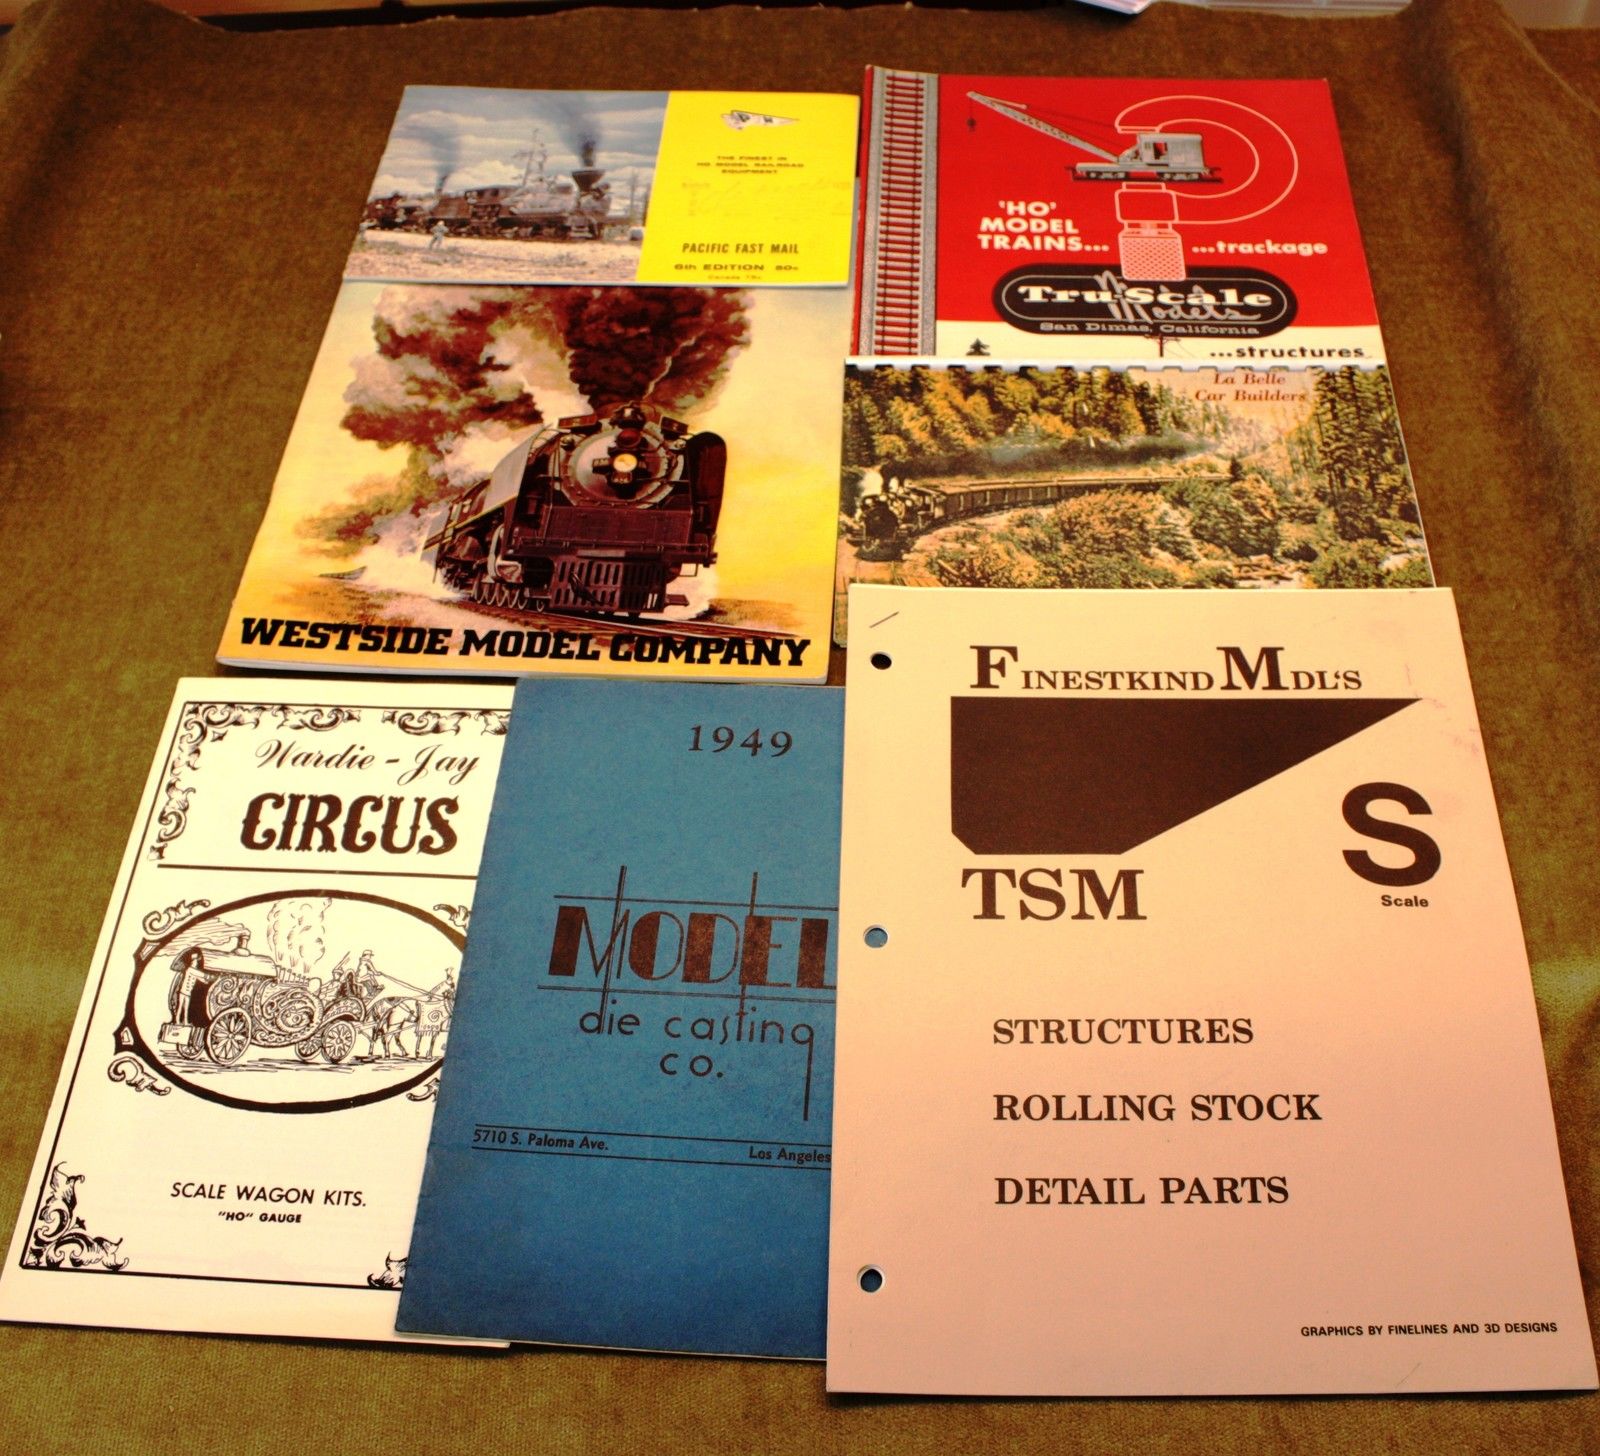 THE FINEST IN
HO MODEL RAILROAD
EQUIPMENT
PACIFIC FAST MAIL
6th EDITION 50c
Canada 75c
'HO'
MODEL
TRAINS...
...trackage
Tru-Scale
Models
San Dimas, California
...structures
WESTSIDE MODEL COMPANY
La Belle
Car Builders
Wardie-Jay
CIRCUS
SCALE WAGON KITS.
"HO" GAUGE
1949
MODEL
die casting
co.
5710 S. Paloma Ave.
Los Angeles
FINESTKIND MDL'S
S
Scale
TSM
STRUCTURES
ROLLING STOCK
DETAIL PARTS
GRAPHICS BY FINELINES AND 3D DESIGNS